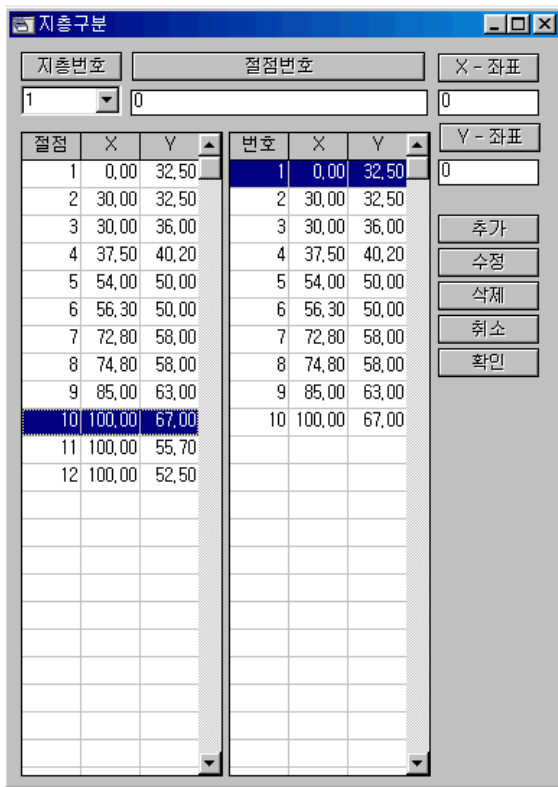 지층구분
지층번호 절점번호 X - 좌표
1 0 0
Y - 좌표
0
절점 X Y 번호 X Y
1 0,00 32,50 1 0,00 32,50
2 30,00 32,50 2 30,00 32,50
3 30,00 36,00 3 30,00 36,00
4 37,50 40,20 4 37,50 40,20
5 54,00 50,00 5 54,00 50,00
6 56,30 50,00 6 56,30 50,00
7 72,80 58,00 7 72,80 58,00
8 74,80 58,00 8 74,80 58,00
9 85,00 63,00 9 85,00 63,00
10 100,00 67,00 10 100,00 67,00
11 100,00 55,70
12 100,00 52,50
추가
수정
삭제
취소
확인